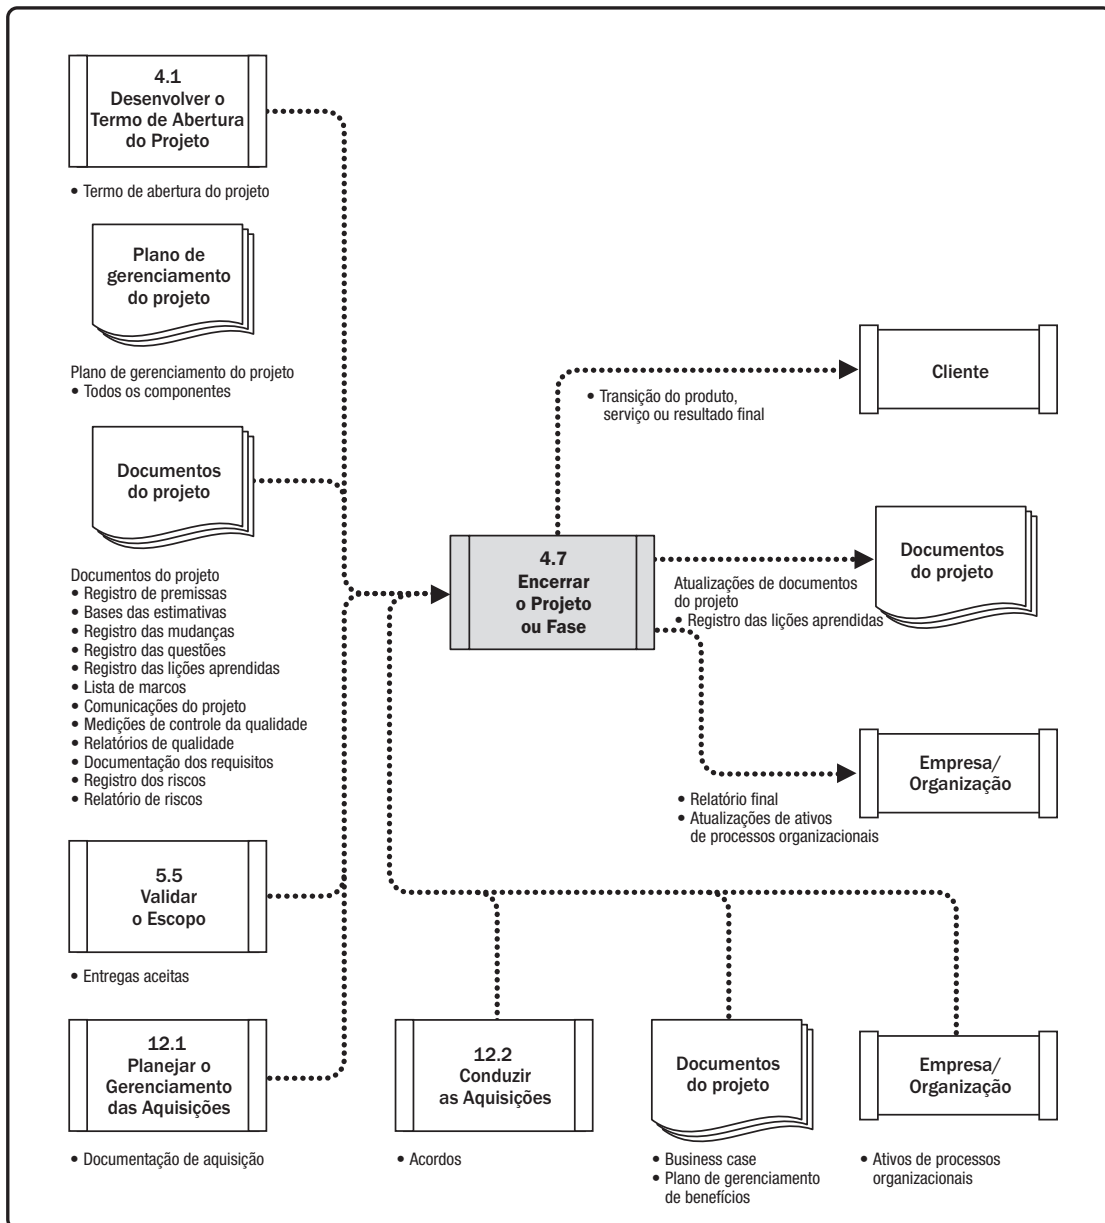 4.1
Desenvolver o
Termo de Abertura
do Projeto
• Termo de abertura do projeto
Plano de
gerenciamento
do projeto
Plano de gerenciamento do projeto
• Todos os componentes
Documentos
do projeto
Documentos do projeto
• Registro de premissas
• Bases das estimativas
• Registro das mudanças
• Registro das questões
• Registro das lições aprendidas
• Lista de marcos
• Comunicações do projeto
• Medições de controle da qualidade
• Relatórios de qualidade
• Documentação dos requisitos
• Registro dos riscos
• Relatório de riscos
5.5
Validar
o Escopo
• Entregas aceitas
12.1
Planejar o
Gerenciamento
das Aquisições
• Documentação de aquisição
4.7
Encerrar
o Projeto
ou Fase
Cliente
• Transição do produto,
serviço ou resultado final
Documentos
do projeto
Atualizações de documentos
do projeto
• Registro das lições aprendidas
Empresa/
Organização
• Relatório final
• Atualizações de ativos
de processos organizacionais
12.2
Conduzir
as Aquisições
• Acordos
Documentos
do projeto
• Business case
• Plano de gerenciamento
de benefícios
Empresa/
Organização
• Ativos de processos
organizacionais